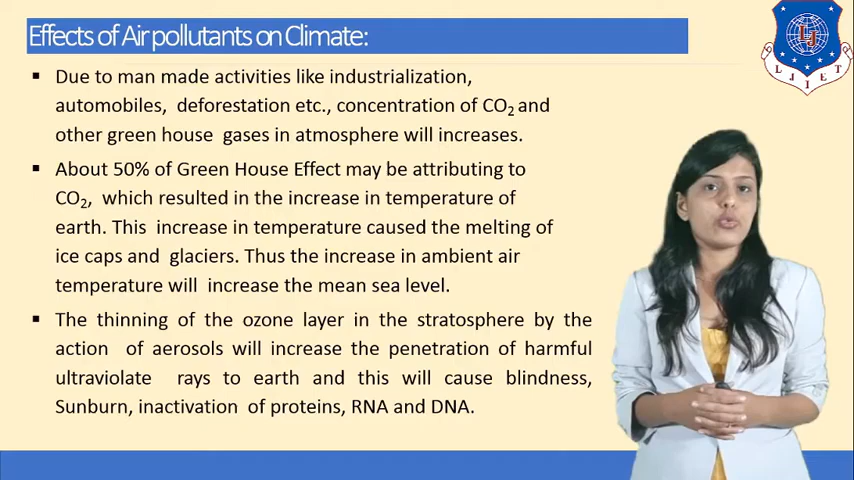 Effects of Air pollutants on Climate:
▪ Due to man made activities like industrialization,
automobiles, deforestation etc., concentration of CO₂ and
other green house gases in atmosphere will increases.
▪ About 50% of Green House Effect may be attributing to
CO₂, which resulted in the increase in temperature of
earth. This increase in temperature caused the melting of
ice caps and glaciers. Thus the increase in ambient air
temperature will increase the mean sea level.
▪ The thinning of the ozone layer in the stratosphere by the
action of aerosols will increase the penetration of harmful
ultraviolate rays to earth and this will cause blindness,
Sunburn, inactivation of proteins, RNA and DNA.
LJ
LJIET